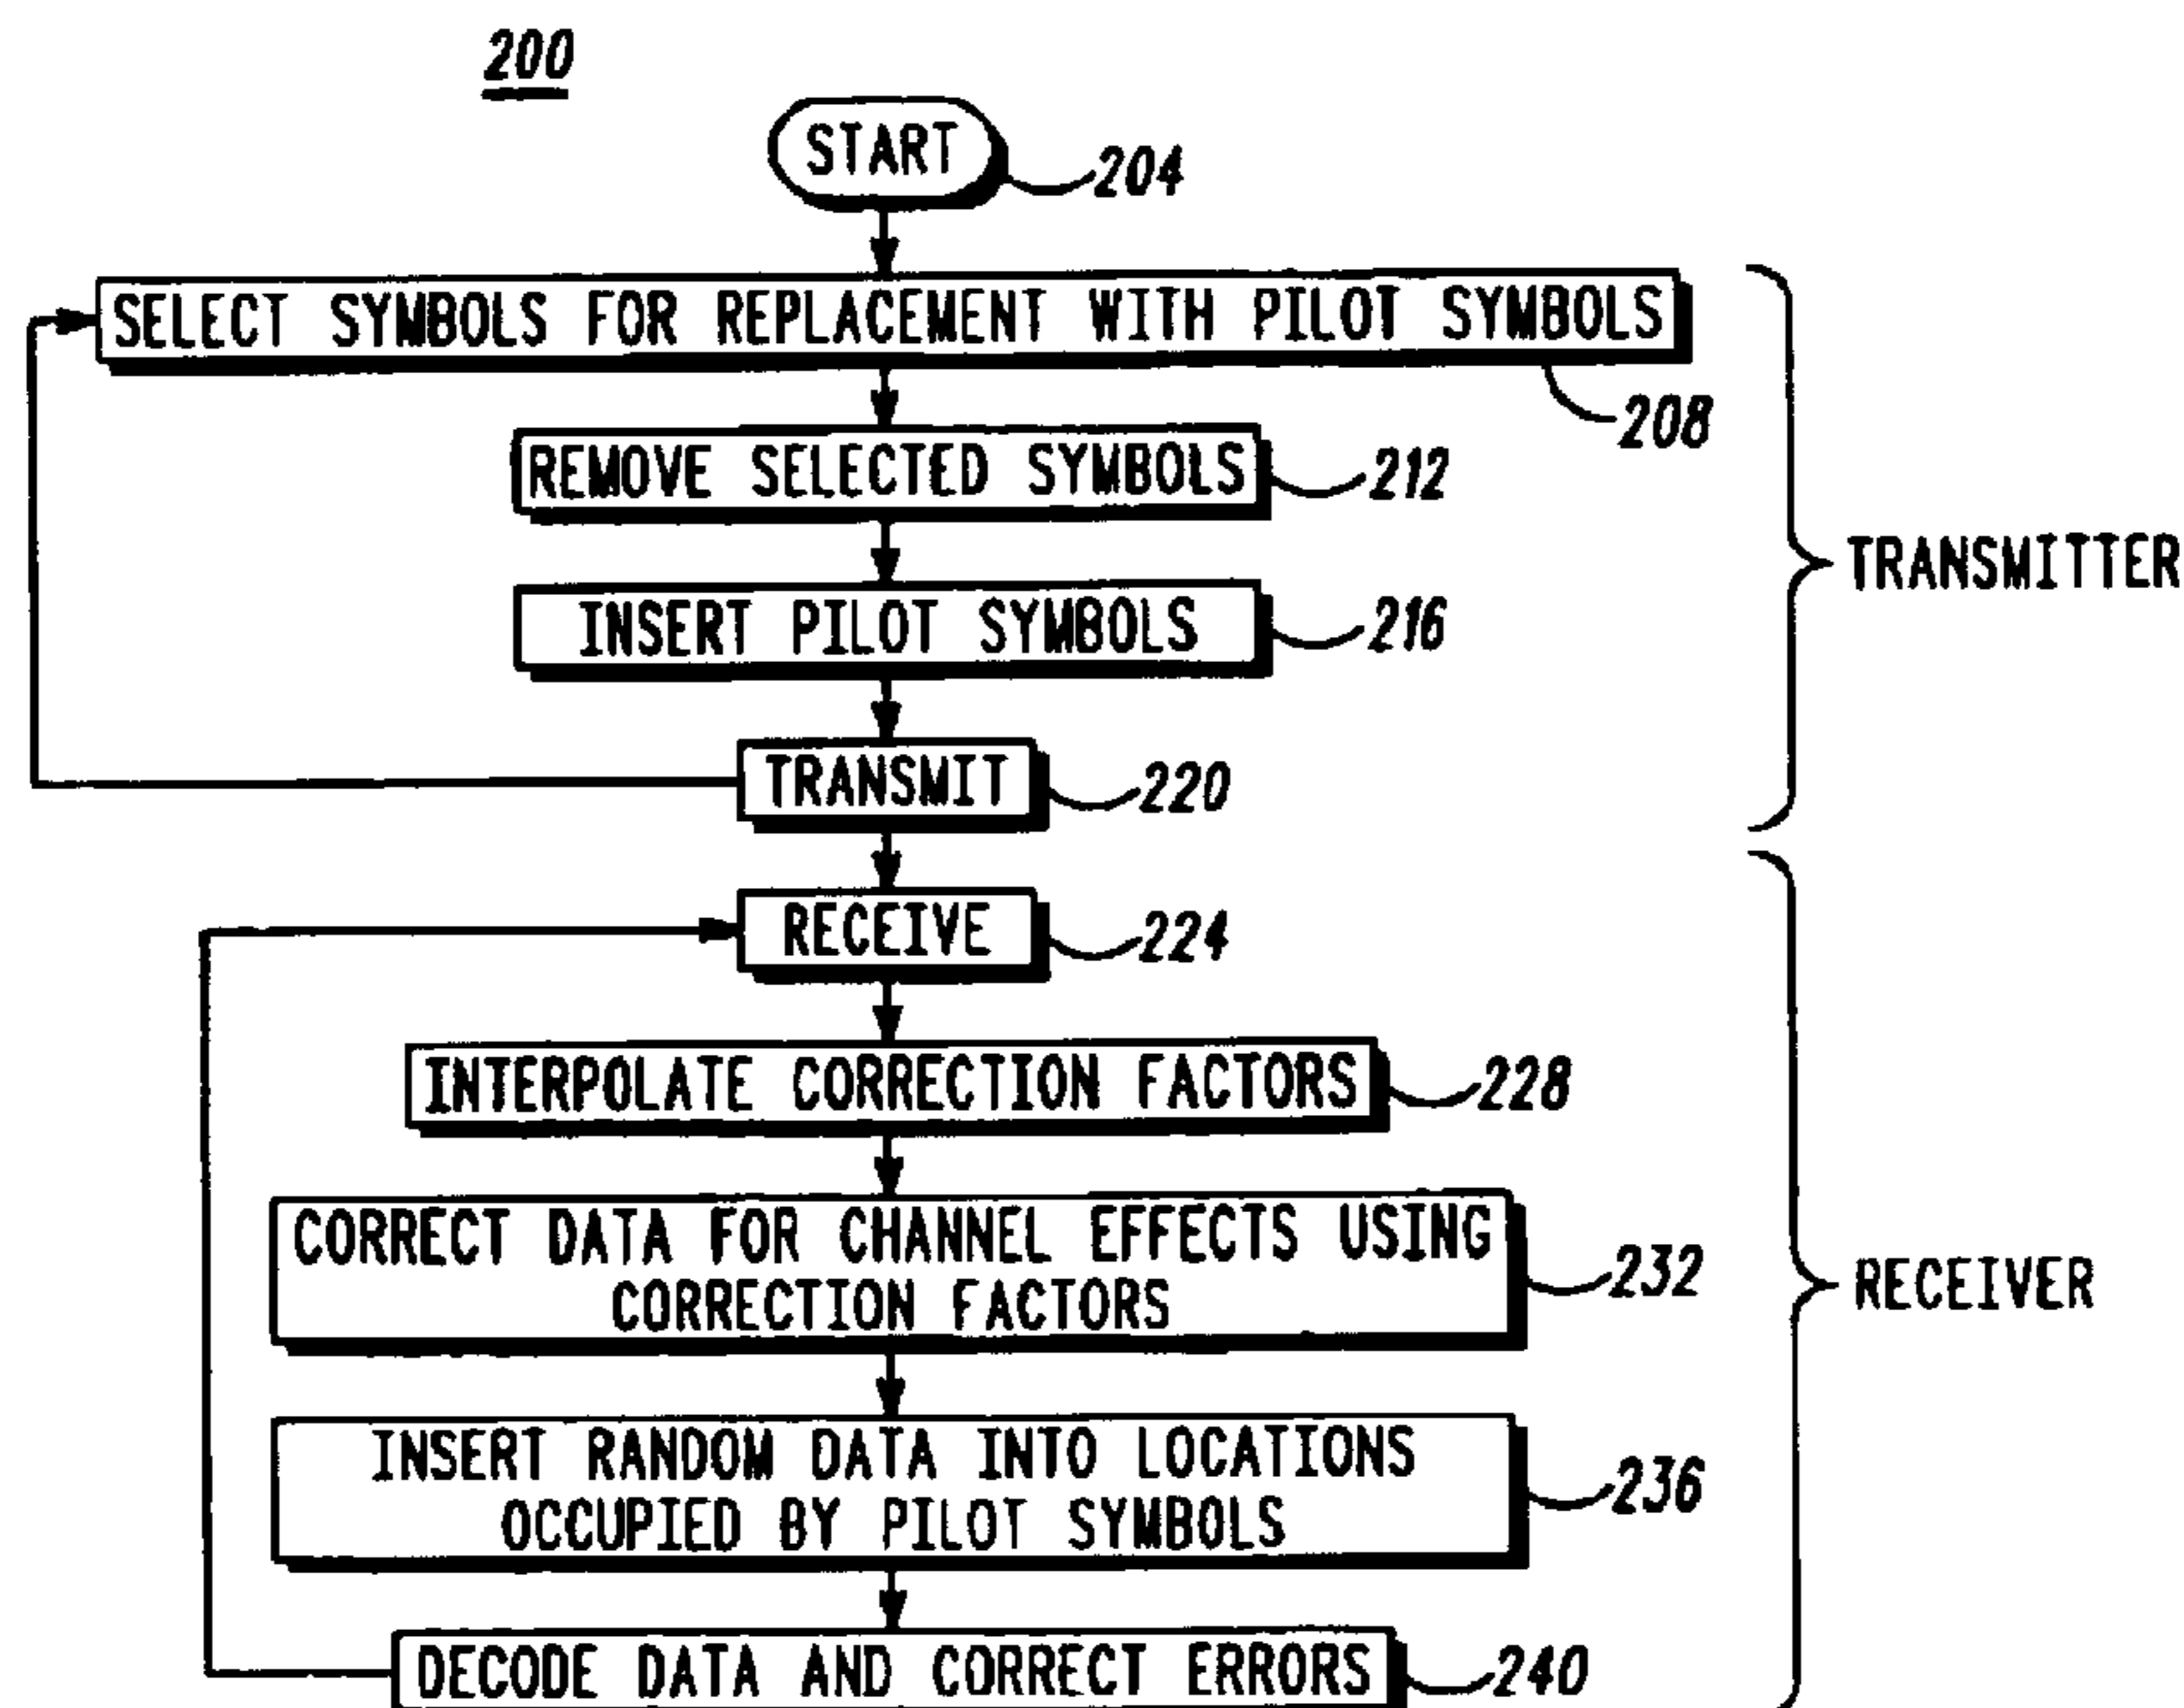 200
START
204
SELECT SYMBOLS FOR REPLACEMENT WITH PILOT SYMBOLS
208
REMOVE SELECTED SYMBOLS
212
INSERT PILOT SYMBOLS
216
TRANSMITTER
TRANSMIT
220
RECEIVE
224
INTERPOLATE CORRECTION FACTORS
228
CORRECT DATA FOR CHANNEL EFFECTS USING
CORRECTION FACTORS
232
RECEIVER
INSERT RANDOM DATA INTO LOCATIONS
OCCUPIED BY PILOT SYMBOLS
236
DECODE DATA AND CORRECT ERRORS
240